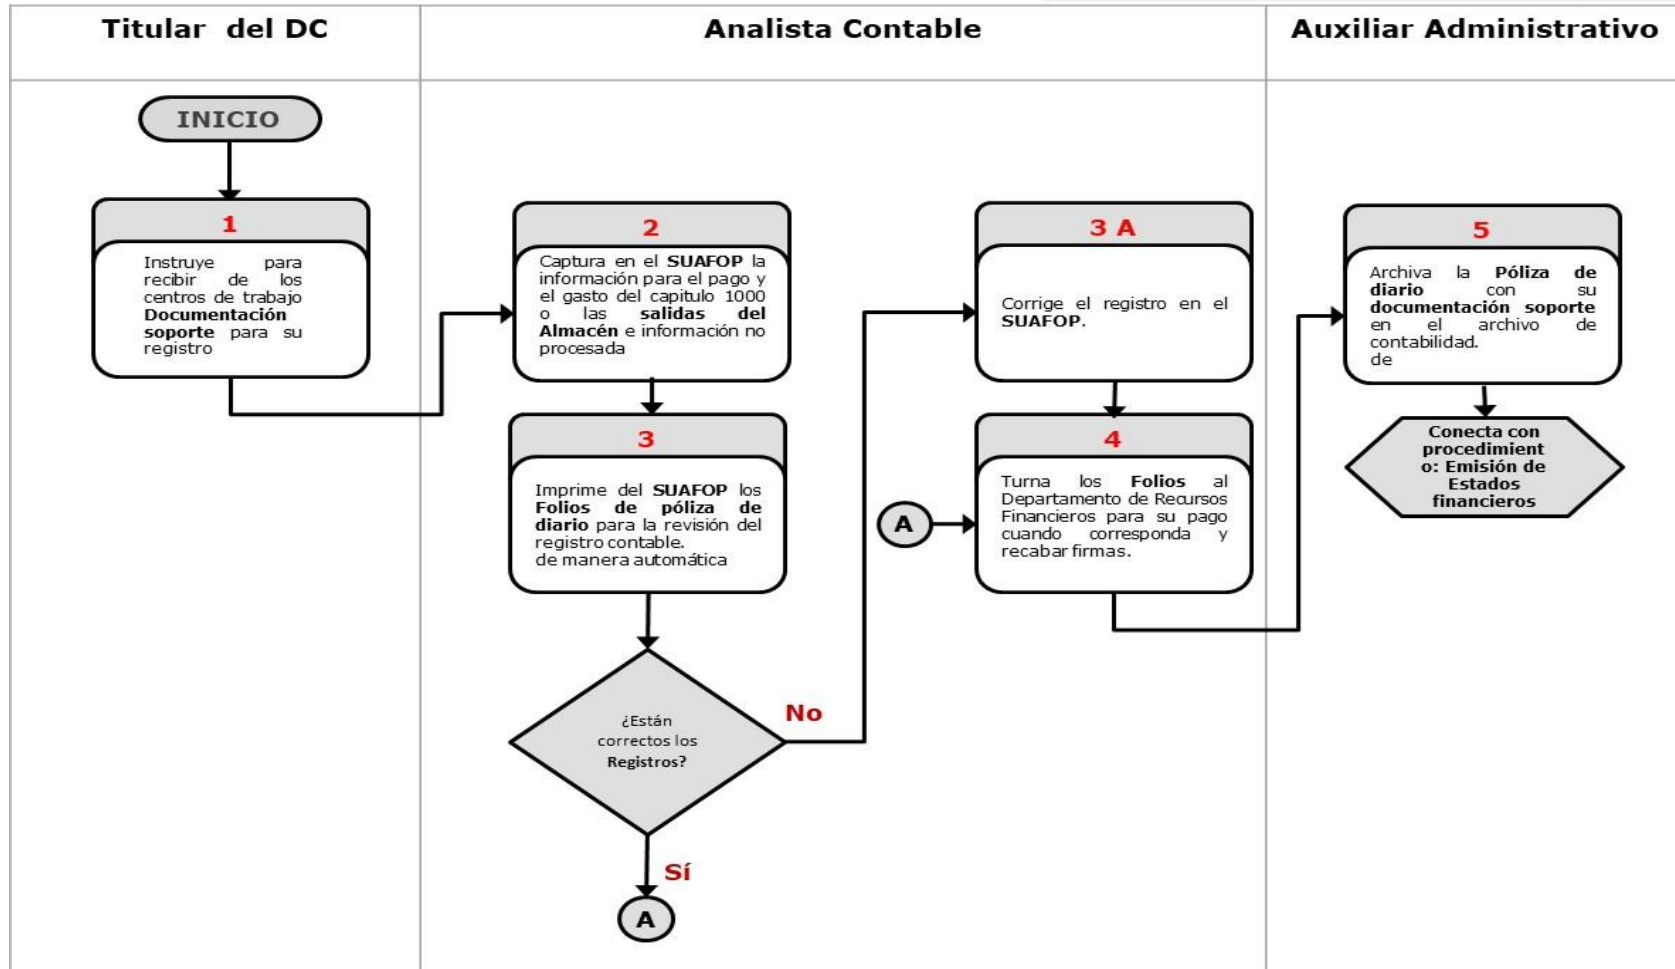 Titular del DC
Analista Contable
Auxiliar Administrativo
INICIO
1
Instruye para
recibir de los
centros de trabajo
Documentación
soporte para su
registro
2
Captura en el SUAFOP la
información para el pago y
el gasto del capitulo 1000
o las salidas del
Almacén e información no
procesada
3
Imprime del SUAFOP los
Folios de póliza de
diario para la revisión del
registro contable.
de manera automática
¿Están
correctos los
Registros?
No
Sí
A
3 A
Corrige el registro en el
SUAFOP.
A
4
Turna los Folios al
Departamento de Recursos
Financieros para su pago
cuando corresponda y
recabar firmas.
5
Archiva la Póliza de
diario con su
documentación soporte
en el archivo de
contabilidad.
de
Conecta con
procedimient
o: Emisión de
Estados
financieros